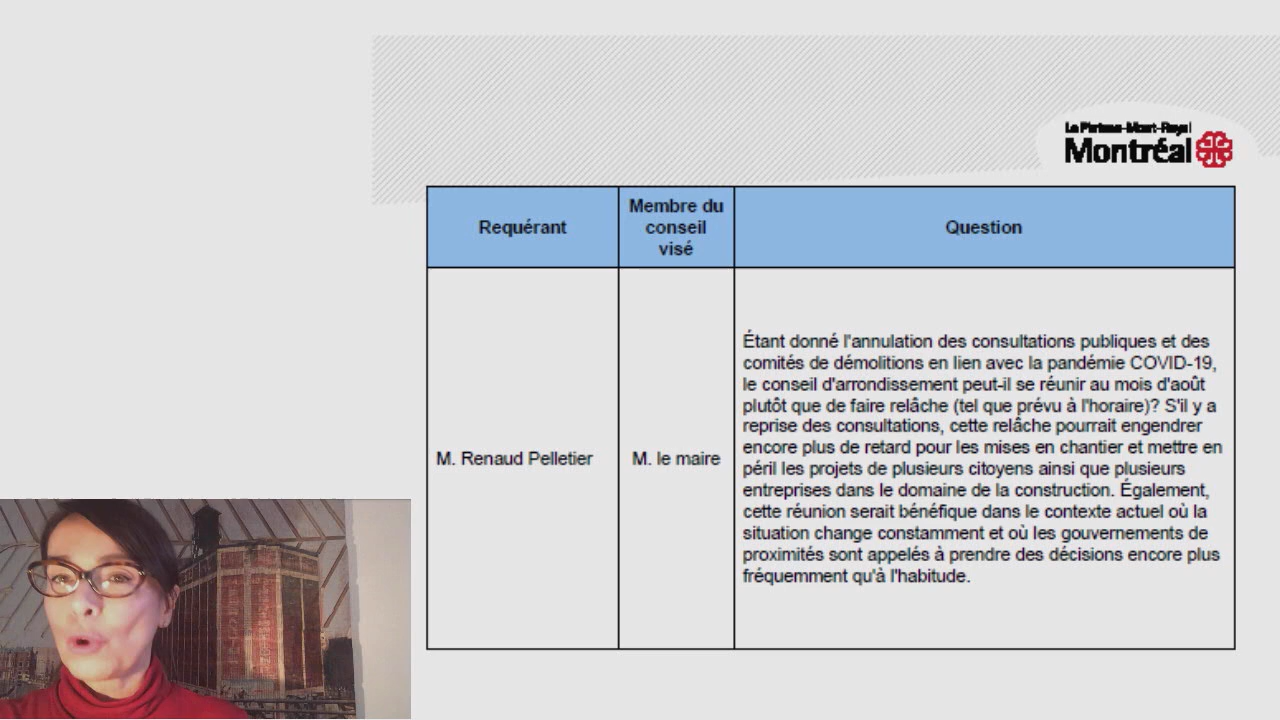 Le Plateau-Mont-Royal
Montréal
Requérant
Membre du
conseil
visé
Question
M. Renaud Pelletier
M. le maire
Étant donné l'annulation des consultations publiques et des
comités de démolitions en lien avec la pandémie COVID-19,
le conseil d'arrondissement peut-il se réunir au mois d'août
plutôt que de faire relâche (tel que prévu à l'horaire)? S'il y a
reprise des consultations, cette relâche pourrait engendrer
encore plus de retard pour les mises en chantier et mettre en
péril les projets de plusieurs citoyens ainsi que plusieurs
entreprises dans le domaine de la construction. Également,
cette réunion serait bénéfique dans le contexte actuel où la
situation change constamment et où les gouvernements de
proximités sont appelés à prendre des décisions encore plus
fréquemment qu'à l'habitude.